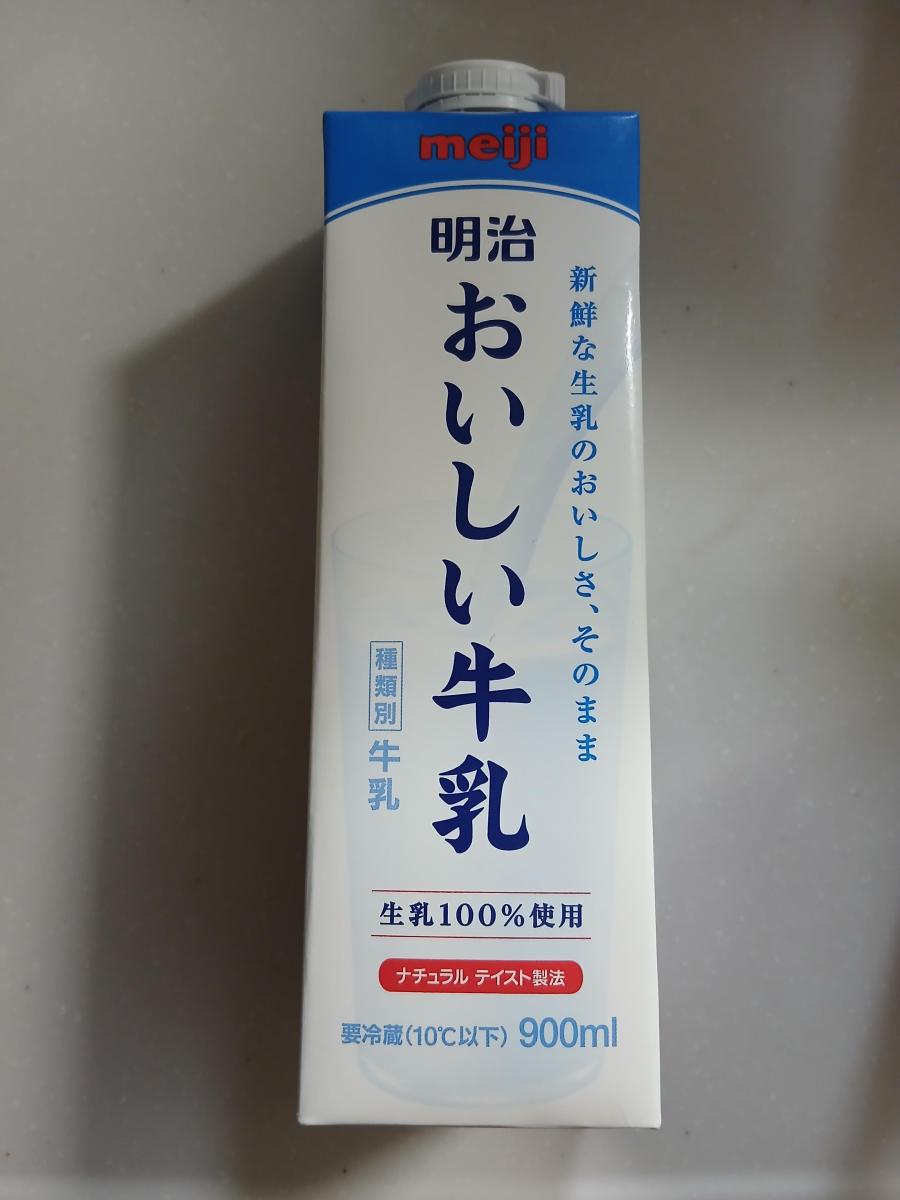 meiji
明治
おいしい牛乳
新鮮な生乳のおいしさ、そのまま
種類別
牛乳
生乳100%使用
ナチュラル テイスト製法
要冷蔵(10℃以下) 900ml